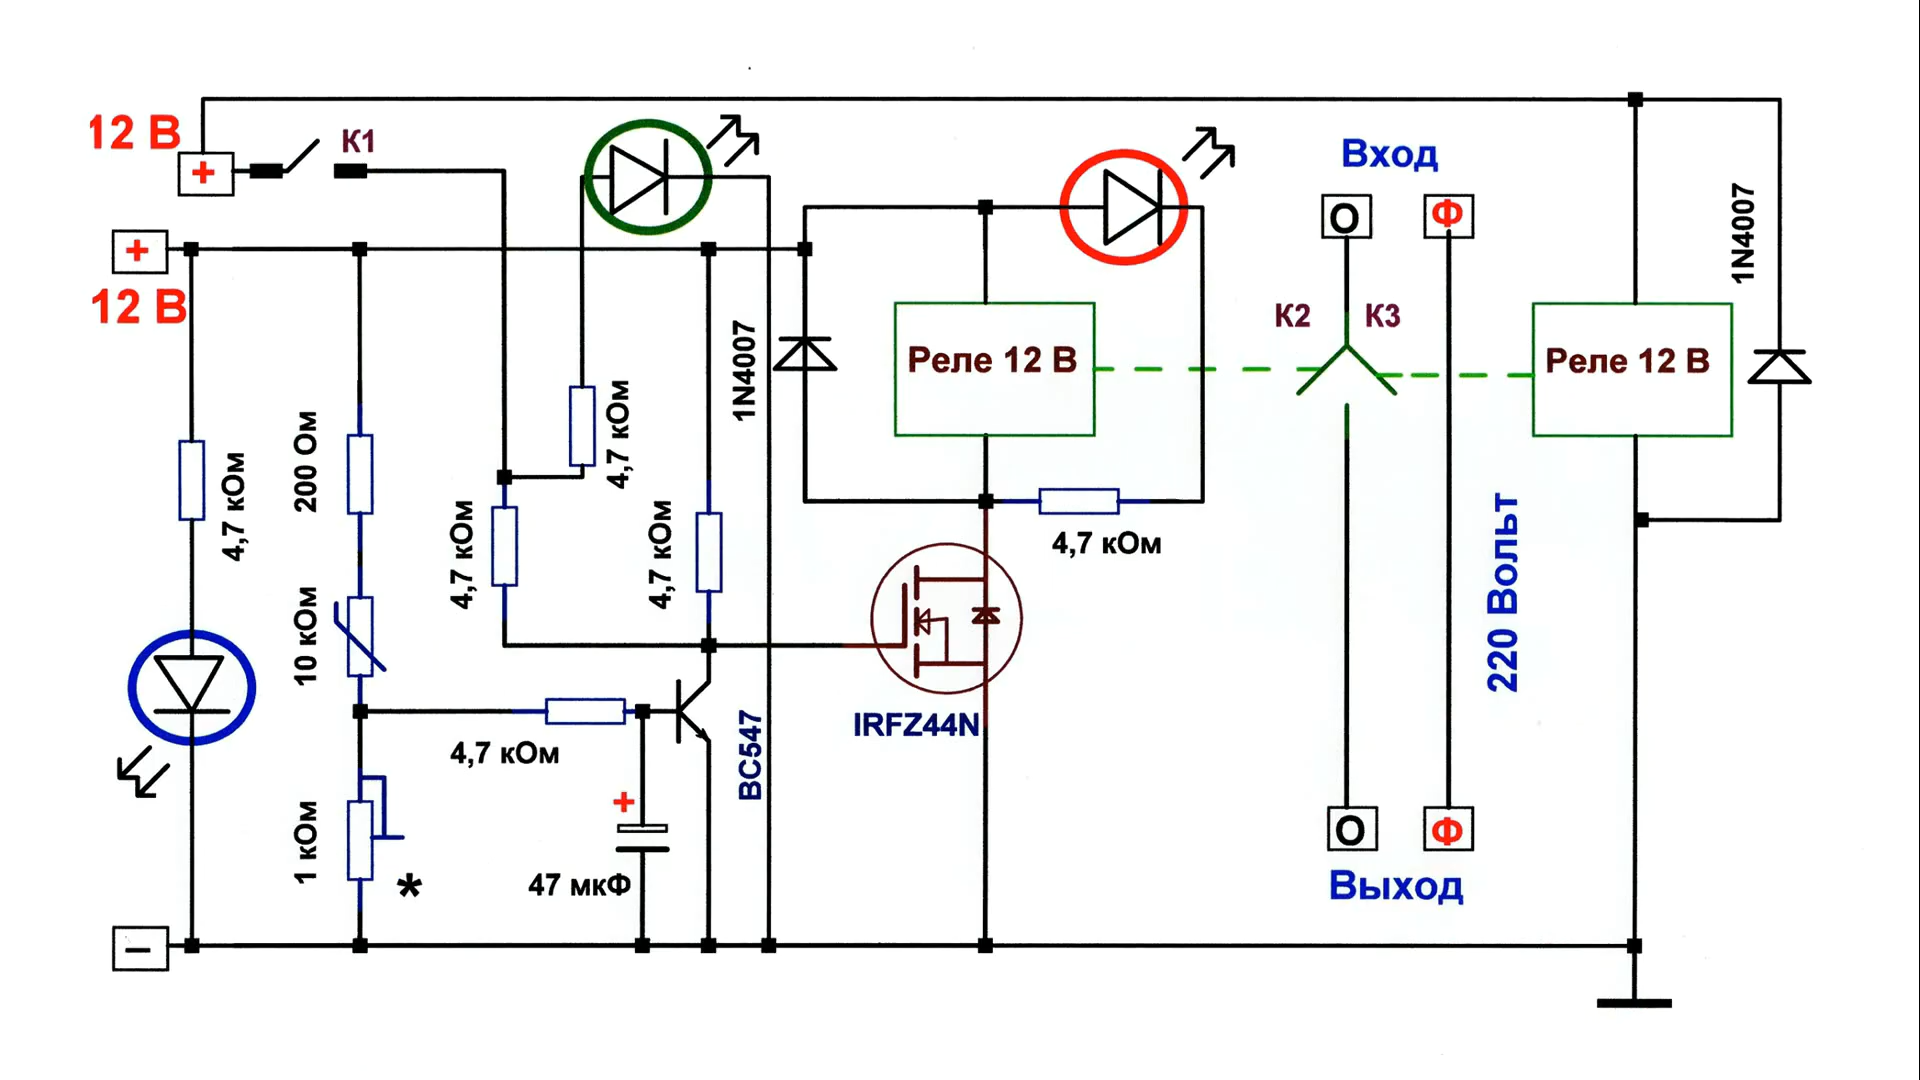 12 В
+
К1
+
12 В
Вход
О
Ф
1N4007
К2
К3
Реле 12 В
Реле 12 В
1N4007
4,7 кОм
200 Ом
4,7 кОм
4,7 кОм
4,7 кОм
4,7 кОм
10 кОм
220 Вольт
IRFZ44N
BC547
4,7 кОм
+
1 кОм
*
47 мкФ
О
Ф
Выход
−